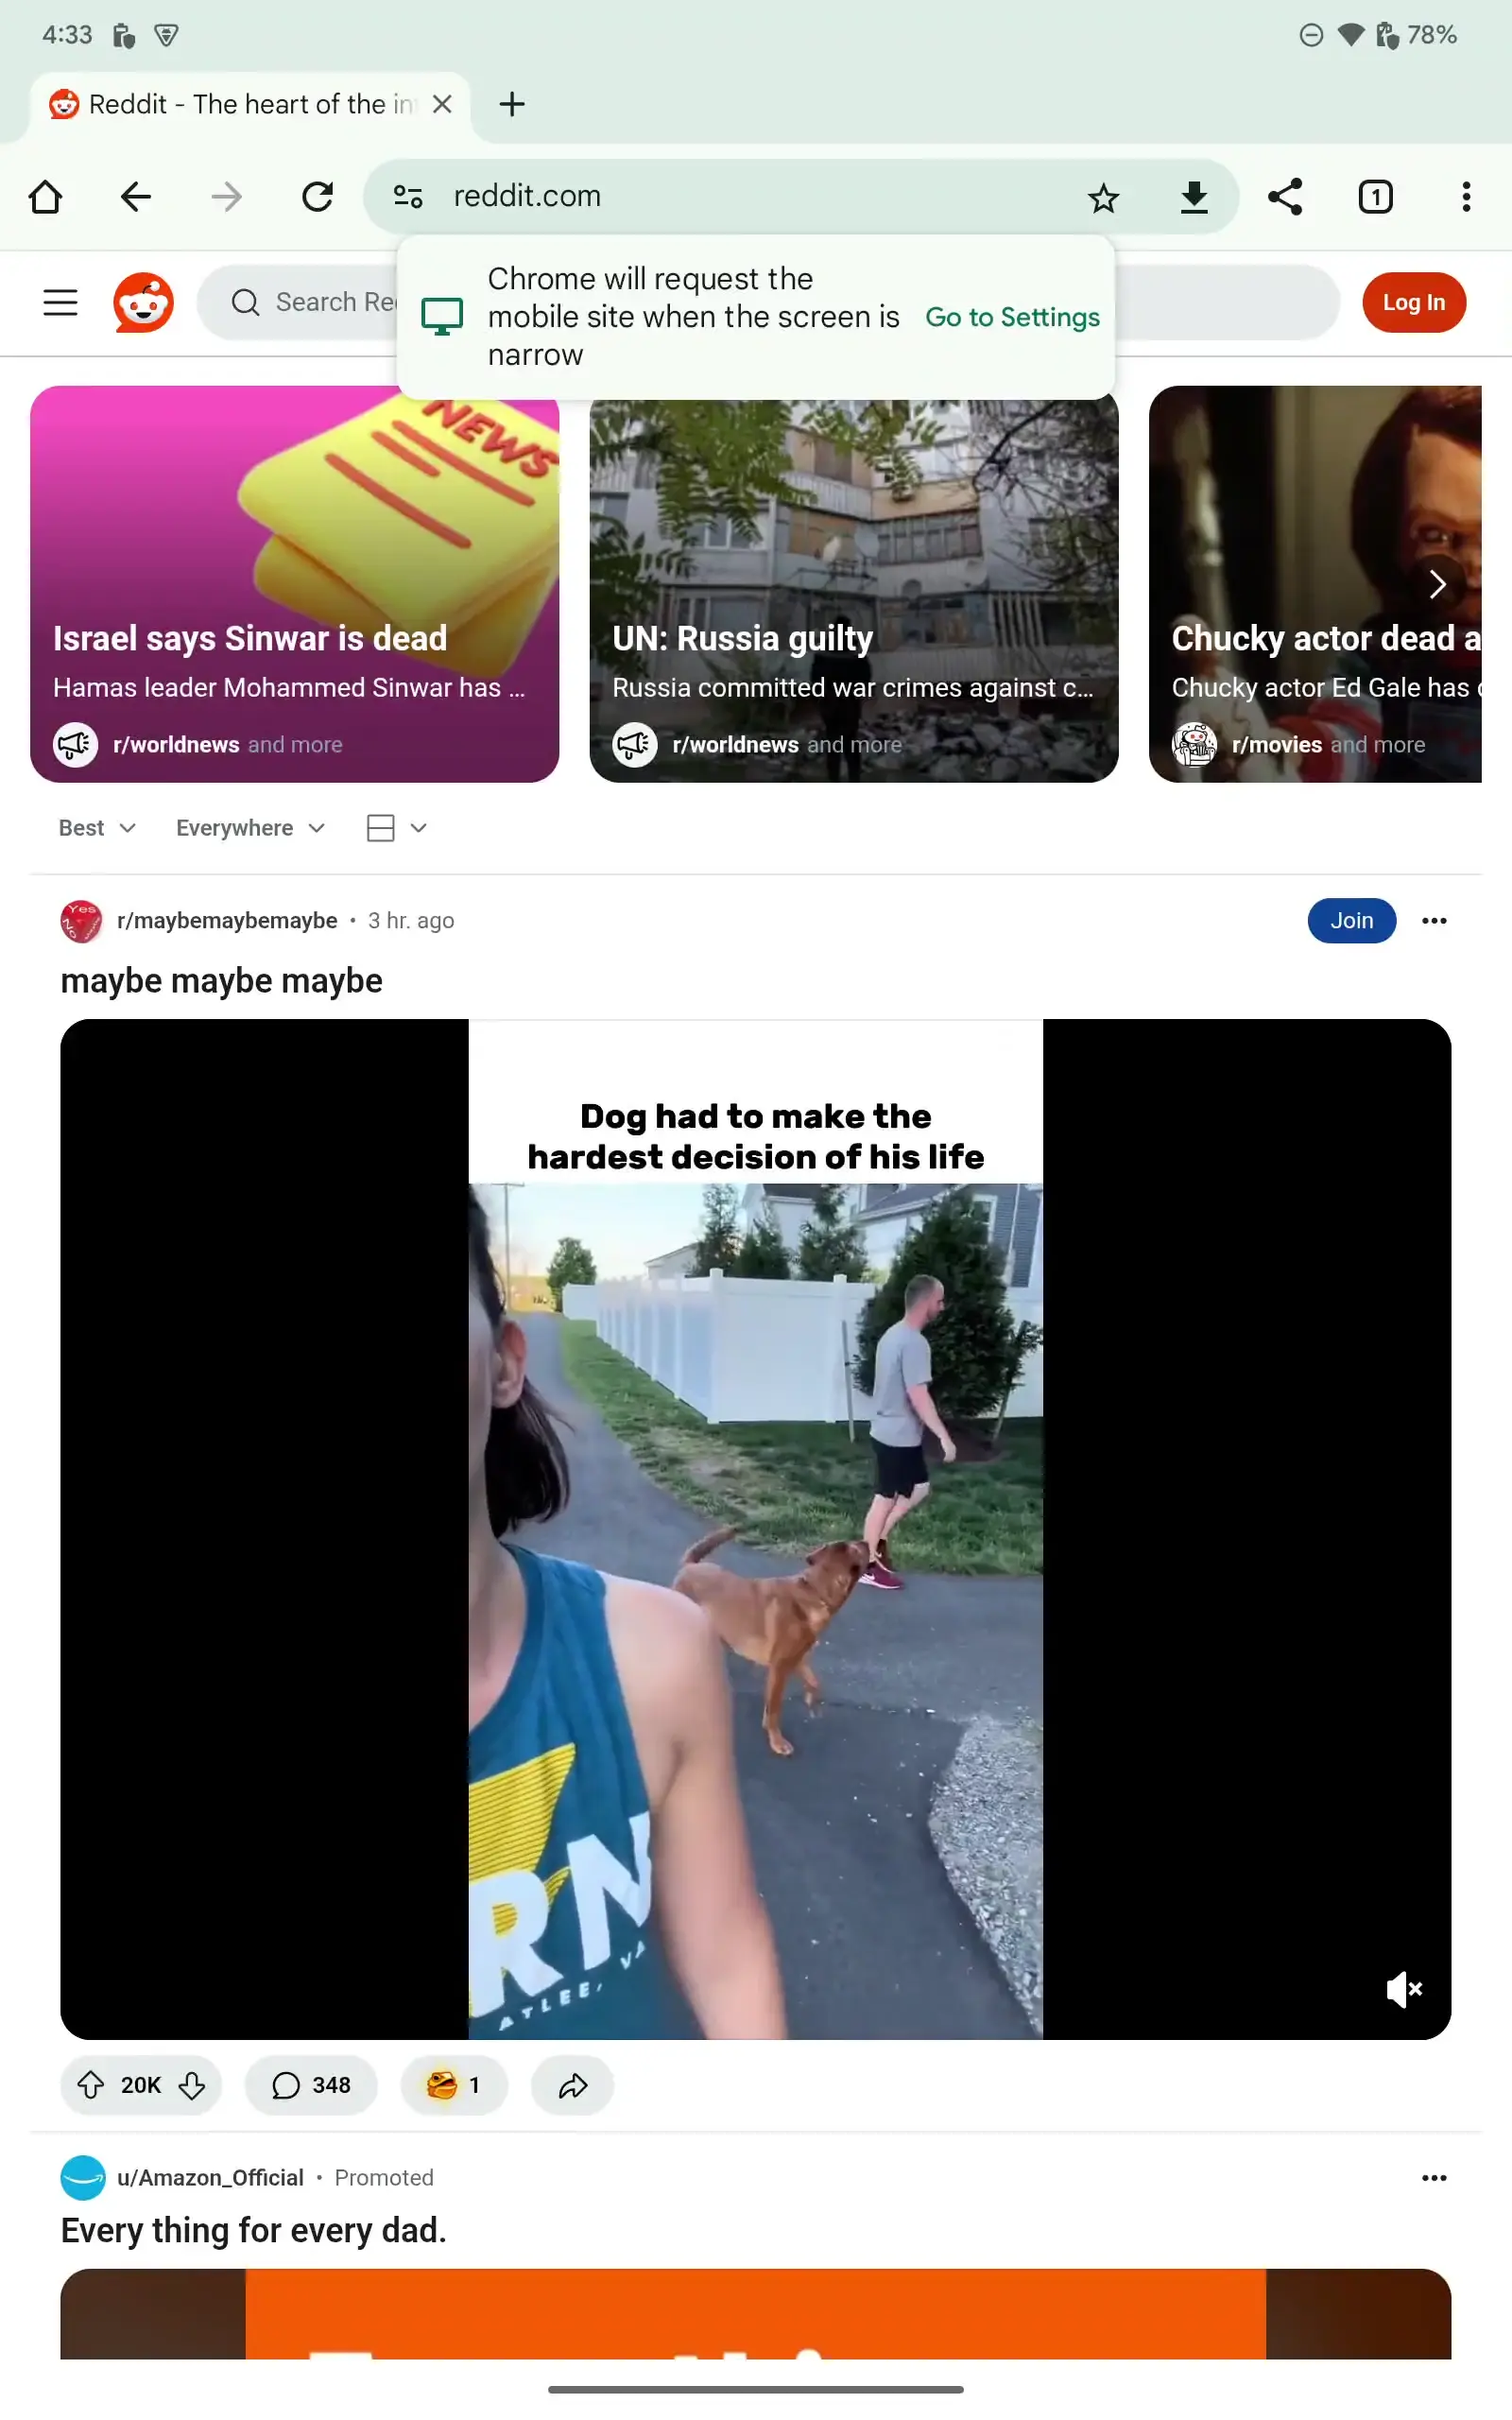 4:33
78%
Reddit - The heart of the in
reddit.com
1
Chrome will request the
mobile site when the screen is
narrow
Go to Settings
Search Re
Log In
NEWS
Israel says Sinwar is dead
Hamas leader Mohammed Sinwar has ...
r/worldnews and more
UN: Russia guilty
Russia committed war crimes against c...
r/worldnews and more
Chucky actor dead a
Chucky actor Ed Gale has
r/movies and more
Best
Everywhere
Yes
NO
r/maybemaybemaybe • 3 hr. ago
Join
maybe maybe maybe
Dog had to make the
hardest decision of his life
RN
ATLEE, VA
20K
348
1
u/Amazon_Official • Promoted
Every thing for every dad.